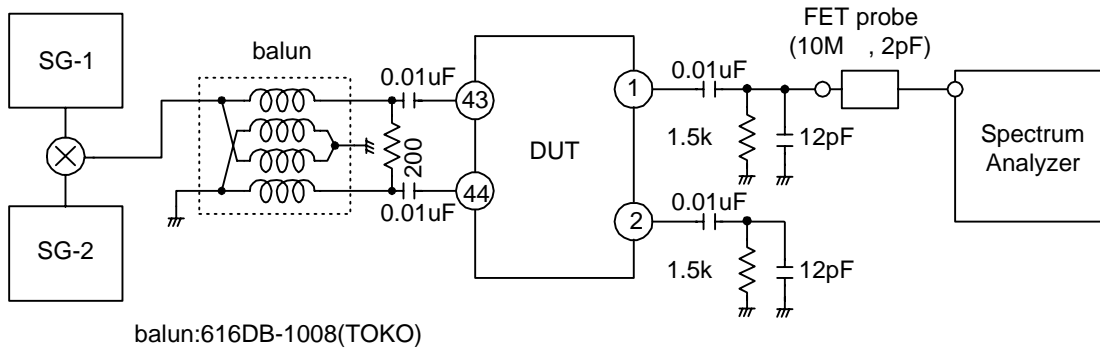 SG-1
SG-2
balun
0.01uF
200
0.01uF
43
44
DUT
1
2
0.01uF
1.5k
12pF
0.01uF
1.5k
12pF
FET probe
(10M , 2pF)
Spectrum
Analyzer
balun:616DB-1008(TOKO)